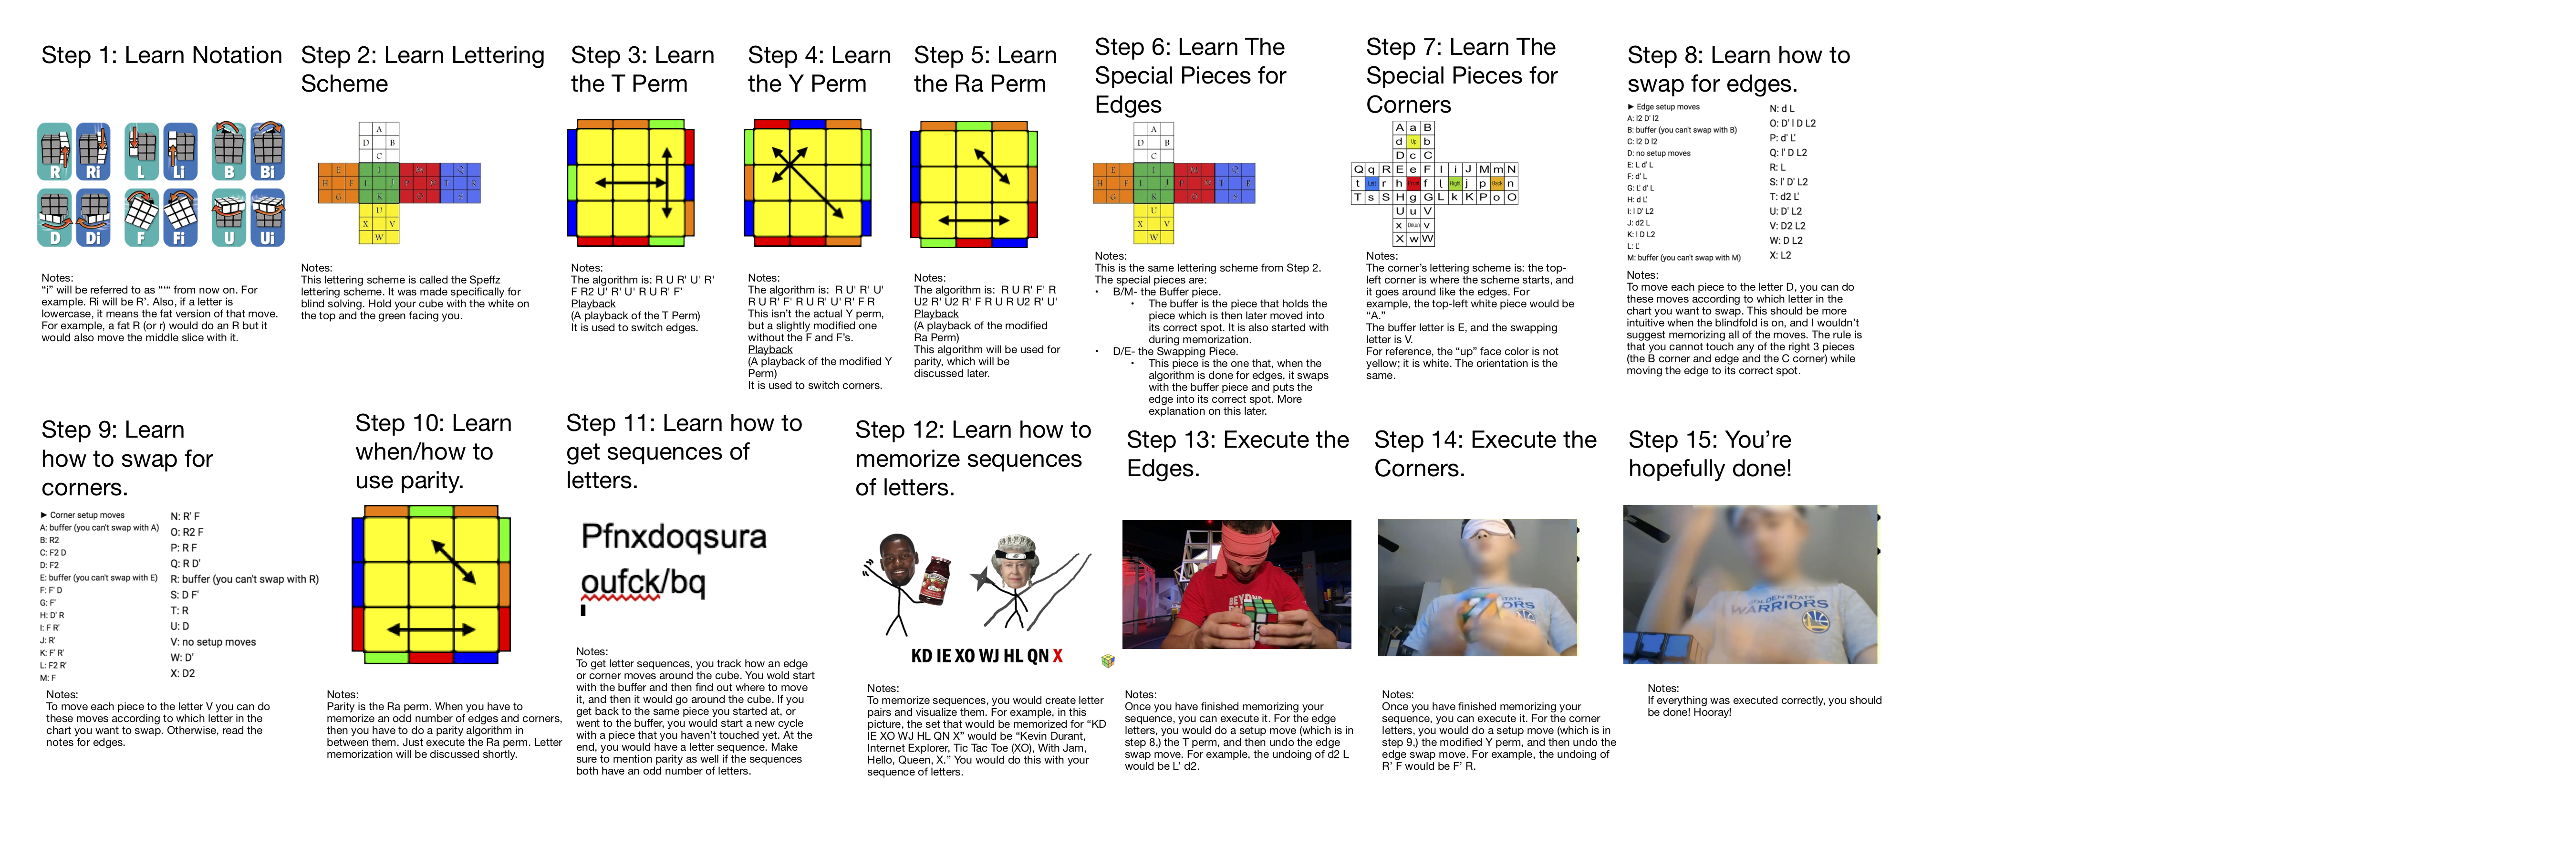 Step 1: Learn Notation
R Ri L Li B Bi
D Di F Fi U Ui
Notes:
“i” will be referred to as “‘“ from now on. For
example. Ri will be R’. Also, if a letter is
lowercase, it means the fat version of that move.
For example, a fat R (or r) would do an R but it
would also move the middle slice with it.
Step 2: Learn Lettering
Scheme
A
D B
C
E I M Q
H F L J P N T R
G K O S
U
X V
W
Notes:
This lettering scheme is called the Speffz
lettering scheme. It was made specifically for
blind solving. Hold your cube with the white on
the top and the green facing you.
Step 3: Learn
the T Perm
Notes:
The algorithm is: R U R' U' R'
F R2 U' R' U' R U R' F'
Playback
(A playback of the T Perm)
It is used to switch edges.
Step 4: Learn
the Y Perm
Notes:
The algorithm is: R U' R' U'
R U R' F' R U R' U' R' F R
This isn’t the actual Y perm,
but a slightly modified one
without the F and F’s.
Playback
(A playback of the modified Y
Perm)
It is used to switch corners.
Step 5: Learn
the Ra Perm
Notes:
The algorithm is: R U R' F' R
U2 R' U2 R' F R U R U2 R' U'
Playback
(A playback of the modified
Ra Perm)
This algorithm will be used for
parity, which will be
discussed later.
Step 6: Learn The
Special Pieces for
Edges
A
D B
C
E I M Q
H F L J P N T R
G K O S
U
X V
W
Notes:
This is the same lettering scheme from Step 2.
The special pieces are:
• B/M- the Buffer piece.
• The buffer is the piece that holds the
piece which is then later moved into
its correct spot. It is also started with
during memorization.
• D/E- the Swapping Piece.
• This piece is the one that, when the
algorithm is done for edges, it swaps
with the buffer piece and puts the
edge into its correct spot. More
explanation on this later.
Step 7: Learn The
Special Pieces for
Corners
A a B
d Up b
D c C
Q q R E e F I i J M m N
t Left r h Front f l Right j p Back n
T s S H g G L k K P o O
U u V
x Down v
X w W
Notes:
The corner’s lettering scheme is: the top-
left corner is where the scheme starts, and
it goes around like the edges. For
example, the top-left white piece would be
“A.”
The buffer letter is E, and the swapping
letter is V.
For reference, the “up” face color is not
yellow; it is white. The orientation is the
same.
Step 8: Learn how to
swap for edges.
► Edge setup moves
A: l2 D' l2
B: buffer (you can't swap with B)
C: l2 D l2
D: no setup moves
E: L d' L
F: d' L
G: L' d' L
H: d L'
I: l D' L2
J: d2 L
K: l D L2
L: L'
M: buffer (you can't swap with M)
N: d L
O: D' l D L2
P: d' L'
Q: l' D L2
R: L
S: l' D' L2
T: d2 L'
U: D' L2
V: D2 L2
W: D L2
X: L2
Notes:
To move each piece to the letter D, you can do
these moves according to which letter in the
chart you want to swap. This should be more
intuitive when the blindfold is on, and I wouldn’t
suggest memorizing all of the moves. The rule is
that you cannot touch any of the right 3 pieces
(the B corner and edge and the C corner) while
moving the edge to its correct spot.
Step 9: Learn
how to swap for
corners.
► Corner setup moves
A: buffer (you can't swap with A)
B: R2
C: F2 D
D: F2
E: buffer (you can't swap with E)
F: F' D
G: F'
H: D' R
I: F R'
J: R'
K: F' R'
L: F2 R'
M: F
N: R' F
O: R2 F
P: R F
Q: R D'
R: buffer (you can't swap with R)
S: D F'
T: R
U: D
V: no setup moves
W: D'
X: D2
Notes:
To move each piece to the letter V you can do
these moves according to which letter in the
chart you want to swap. Otherwise, read the
notes for edges.
Step 10: Learn
when/how to
use parity.
Notes:
Parity is the Ra perm. When you have to
memorize an odd number of edges and corners,
then you have to do a parity algorithm in
between them. Just execute the Ra perm. Letter
memorization will be discussed shortly.
Step 11: Learn how to
get sequences of
letters.
Pfnxdoqsura
oufck/bq
Notes:
To get letter sequences, you track how an edge
or corner moves around the cube. You wold start
with the buffer and then find out where to move
it, and then it would go around the cube. If you
get back to the same piece you started at, or
went to the buffer, you would start a new cycle
with a piece that you haven’t touched yet. At the
end, you would have a letter sequence. Make
sure to mention parity as well if the sequences
both have an odd number of letters.
Step 12: Learn how to
memorize sequences
of letters.
KD IE XO WJ HL QN X
Notes:
To memorize sequences, you would create letter
pairs and visualize them. For example, in this
picture, the set that would be memorized for “KD
IE XO WJ HL QN X” would be “Kevin Durant,
Internet Explorer, Tic Tac Toe (XO), With Jam,
Hello, Queen, X.” You would do this with your
sequence of letters.
Step 13: Execute the
Edges.
BEYOND
Notes:
Once you have finished memorizing your
sequence, you can execute it. For the edge
letters, you would do a setup move (which is in
step 8,) the T perm, and then undo the edge
swap move. For example, the undoing of d2 L
would be L’ d2.
Step 14: Execute the
Corners.
Notes:
Once you have finished memorizing your
sequence, you can execute it. For the corner
letters, you would do a setup move (which is in
step 9,) the modified Y perm, and then undo the
edge swap move. For example, the undoing of
R’ F would be F’ R.
Step 15: You’re
hopefully done!
GOLDEN STATE
WARRIORS
Notes:
If everything was executed correctly, you should
be done! Hooray!